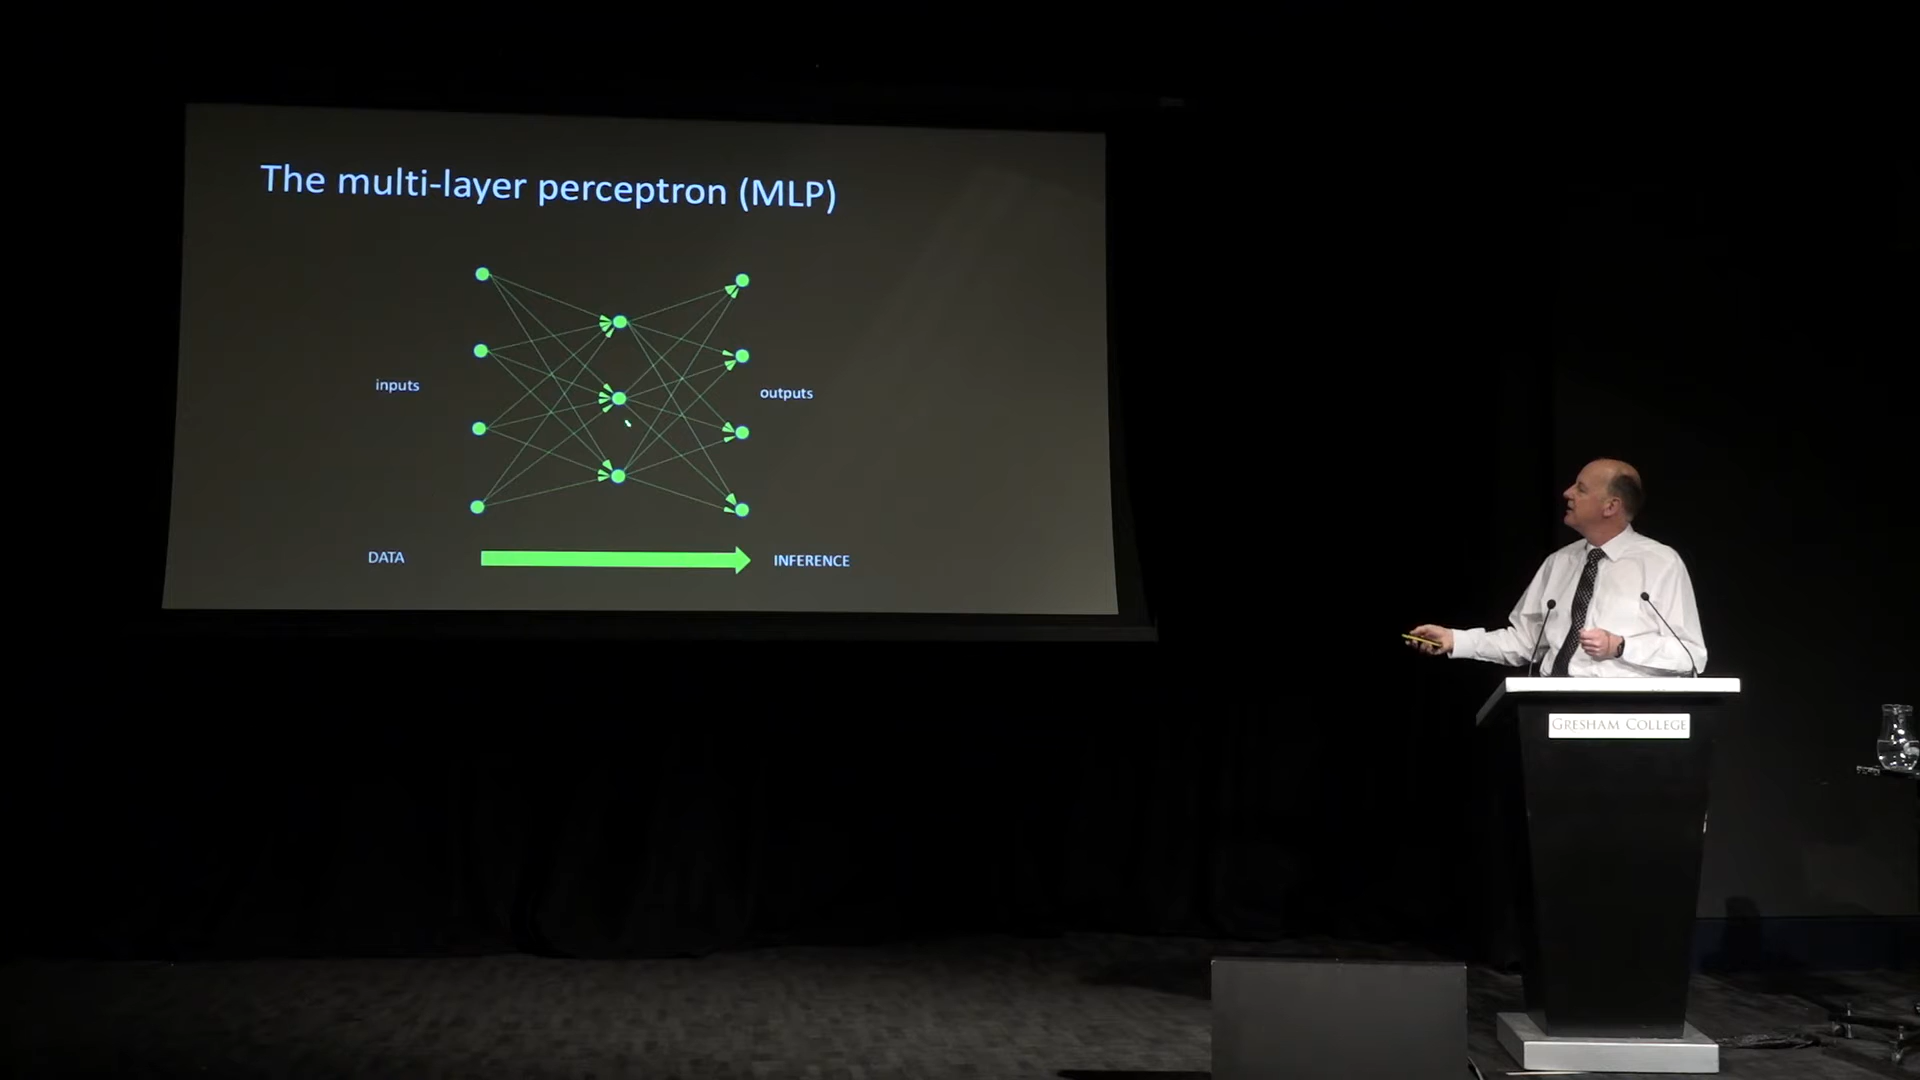 The multi-layer perceptron (MLP)
inputs
outputs
DATA
INFERENCE
GRESHAM COLLEGE